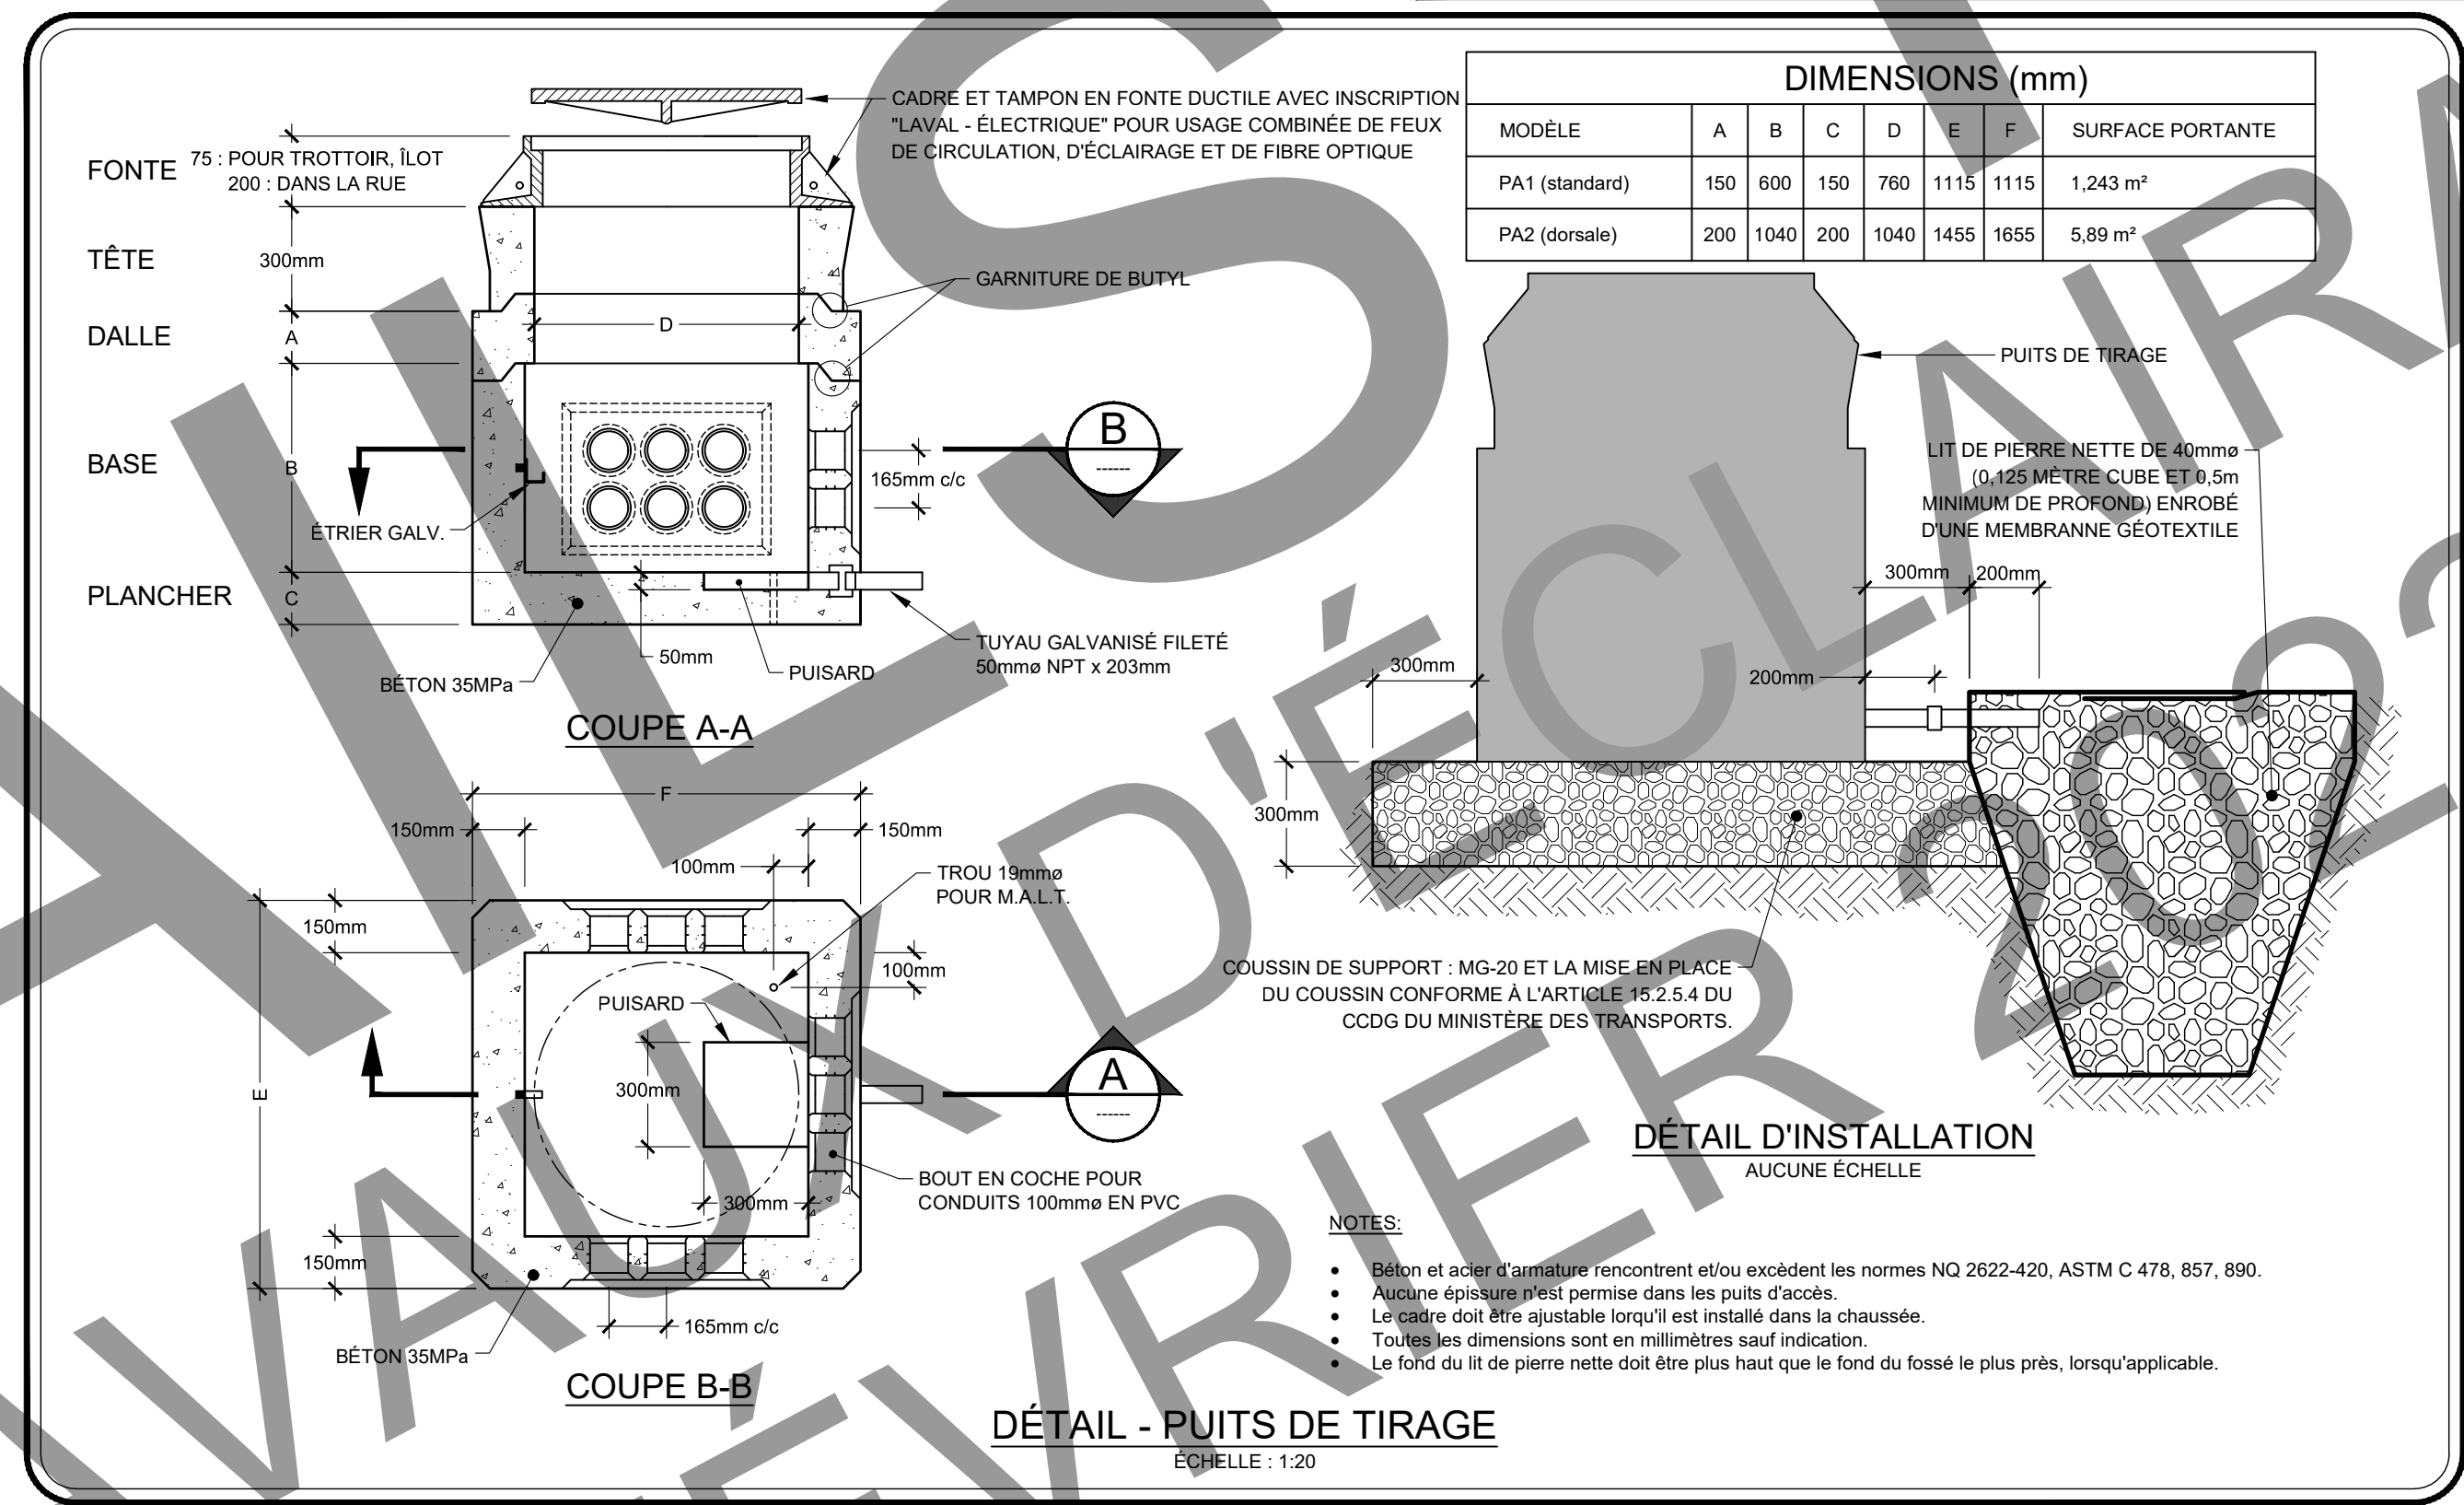 DIMENSIONS (mm)
MODÈLE A B C D E F SURFACE PORTANTE
PA1 (standard) 150 600 150 760 1115 1115 1,243 m²
PA2 (dorsale) 200 1040 200 1040 1455 1655 5,89 m²
CADRE ET TAMPON EN FONTE DUCTILE AVEC INSCRIPTION
"LAVAL - ÉLECTRIQUE" POUR USAGE COMBINÉE DE FEUX
DE CIRCULATION, D'ÉCLAIRAGE ET DE FIBRE OPTIQUE
FONTE
75 : POUR TROTTOIR, ÎLOT
200 : DANS LA RUE
TÊTE
300mm
GARNITURE DE BUTYL
DALLE
A
D
BASE
B
B
------
165mm c/c
ÉTRIER GALV.
PLANCHER
C
50mm
PUISARD
TUYAU GALVANISÉ FILETÉ
50mmø NPT x 203mm
BÉTON 35MPa
COUPE A-A
F
150mm
150mm
100mm
TROU 19mmø
POUR M.A.L.T.
150mm
100mm
PUISARD
E
300mm
A
------
300mm
BOUT EN COCHE POUR
CONDUITS 100mmø EN PVC
150mm
165mm c/c
BÉTON 35MPa
COUPE B-B
PUITS DE TIRAGE
LIT DE PIERRE NETTE DE 40mmø
(0,125 MÈTRE CUBE ET 0,5m
MINIMUM DE PROFOND) ENROBÉ
D'UNE MEMBRANNE GÉOTEXTILE
300mm
200mm
300mm
200mm
300mm
COUSSIN DE SUPPORT : MG-20 ET LA MISE EN PLACE
DU COUSSIN CONFORME À L'ARTICLE 15.2.5.4 DU
CCDG DU MINISTÈRE DES TRANSPORTS.
DÉTAIL D'INSTALLATION
AUCUNE ÉCHELLE
NOTES:
• Béton et acier d'armature rencontrent et/ou excèdent les normes NQ 2622-420, ASTM C 478, 857, 890.
• Aucune épissure n'est permise dans les puits d'accès.
• Le cadre doit être ajustable lorqu'il est installé dans la chaussée.
• Toutes les dimensions sont en millimètres sauf indication.
• Le fond du lit de pierre nette doit être plus haut que le fond du fossé le plus près, lorsqu'applicable.
DÉTAIL - PUITS DE TIRAGE
ÉCHELLE : 1:20